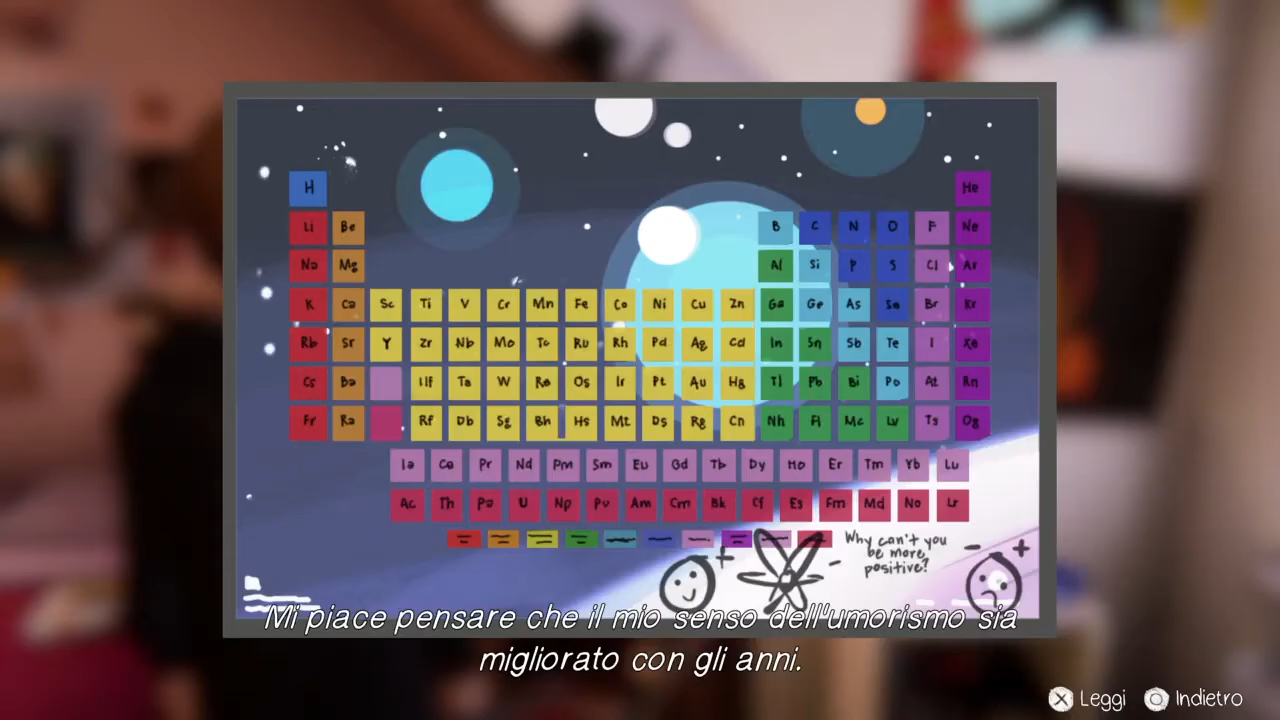 H He
Li Be B C N O F Ne
Na Mg Al Si P S Cl Ar
K Ca Sc Ti V Cr Mn Fe Co Ni Cu Zn Ga Ge As Se Br Kr
Rb Sr Y Zr Nb Mo Tc Ru Rh Pd Ag Cd In Sn Sb Te I Xe
Cs Ba Hf Ta W Re Os Ir Pt Au Hg Tl Pb Bi Po At Rn
Fr Ra Rf Db Sg Bh Hs Mt Ds Rg Cn Nh Fl Mc Lv Ts Og
la Ce Pr Nd Pm Sm Eu Gd Tb Dy Ho Er Tm Yb Lu
Ac Th Pa U Np Pu Am Cm Bk Cf Es Fm Md No Lr
Why can't you
be more
positive?
Mi piace pensare che il mio senso dell'umorismo sia
migliorato con gli anni.
Leggi Indietro